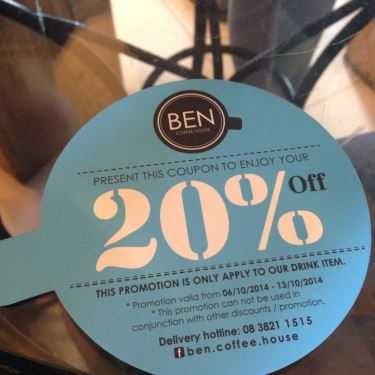 BEN
COFFEE HOUSE
PRESENT THIS COUPON TO ENJOY YOUR
20% Off
THIS PROMOTION IS ONLY APPLY TO OUR DRINK ITEM.
* Promotion valid from 06/10/2014 - 13/10/2014
* This promotion can not be used in
conjunction with other discounts / promotion.
Delivery hotline: 08 3821 1515
f ben.coffee.house